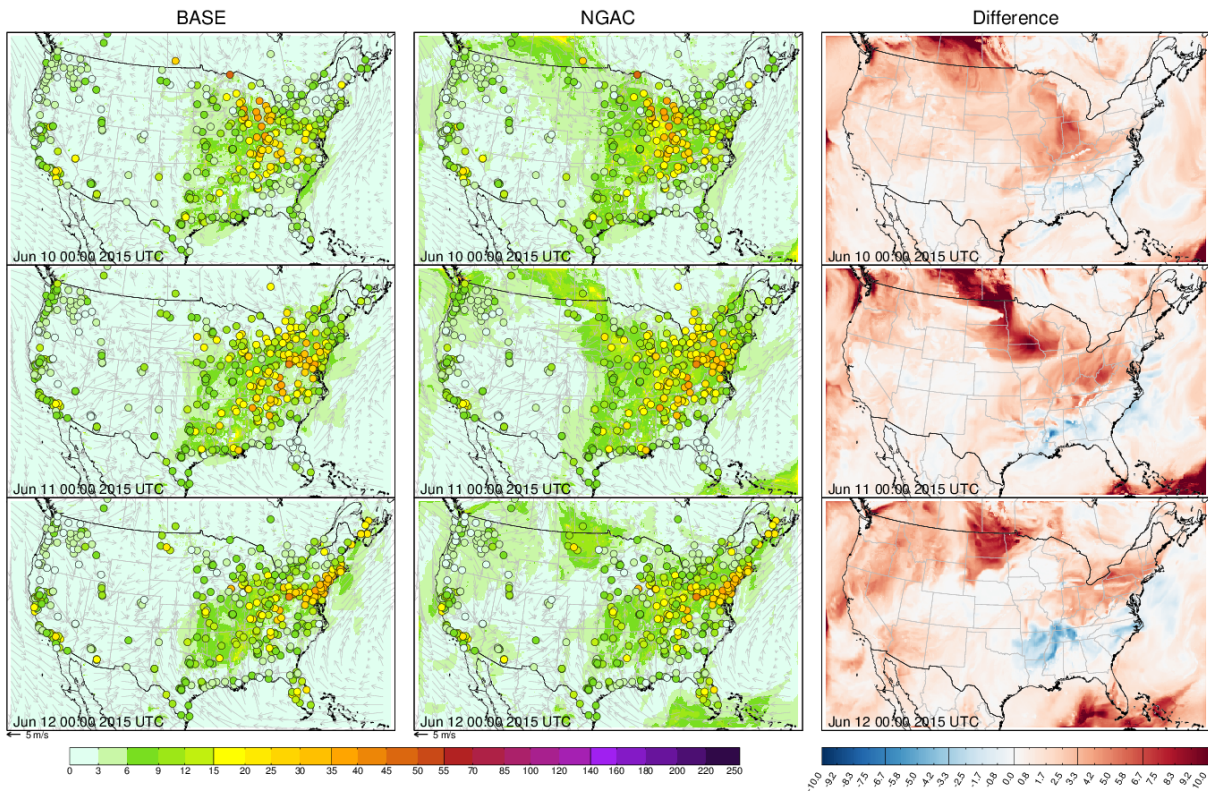 BASE NGAC Difference
Jun 10 00:00 2015 UTC Jun 10 00:00 2015 UTC Jun 10 00:00 2015 UTC
Jun 11 00:00 2015 UTC Jun 11 00:00 2015 UTC Jun 11 00:00 2015 UTC
Jun 12 00:00 2015 UTC Jun 12 00:00 2015 UTC Jun 12 00:00 2015 UTC
5 m/s 5 m/s
0 3 6 9 12 15 20 25 30 35 40 45 50 55 70 85 100 120 140 160 180 200 220 250
-10.0 -9.2 -8.3 -7.5 -6.7 -5.8 -5.0 -4.2 -3.3 -2.5 -1.7 -0.8 0.0 0.8 1.7 2.5 3.3 4.2 5.0 5.8 6.7 7.5 8.3 9.2 10.0